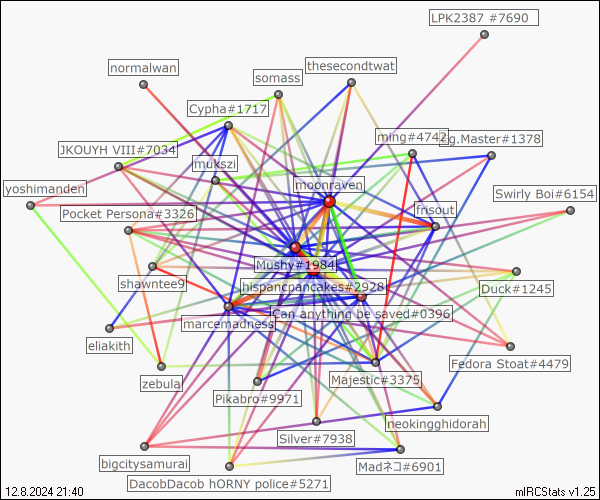 LPK2387 #7690
normalwan
thesecondtwat
somass
Cypha#1717
ming#4742
g.Master#1378
JKOUYH VIII#7034
mukszi
moonraven
yoshimanden
Swirly Boi#6154
Pocket Persona#3326
frisout
Mushy#1984
shawntee9
hispancpancakes#2928
Duck#1245
Can anything be saved#0396
marcemadness
eliakith
Fedora Stoat#4479
zebulal
Majestic#3375
Pikabro#9971
neokingghidorah
Silver#7938
bigcitysamurai
Madネコ#6901
DacobDacob hORNY police#5271
12.8.2024 21:40
mIRCStats v1.25